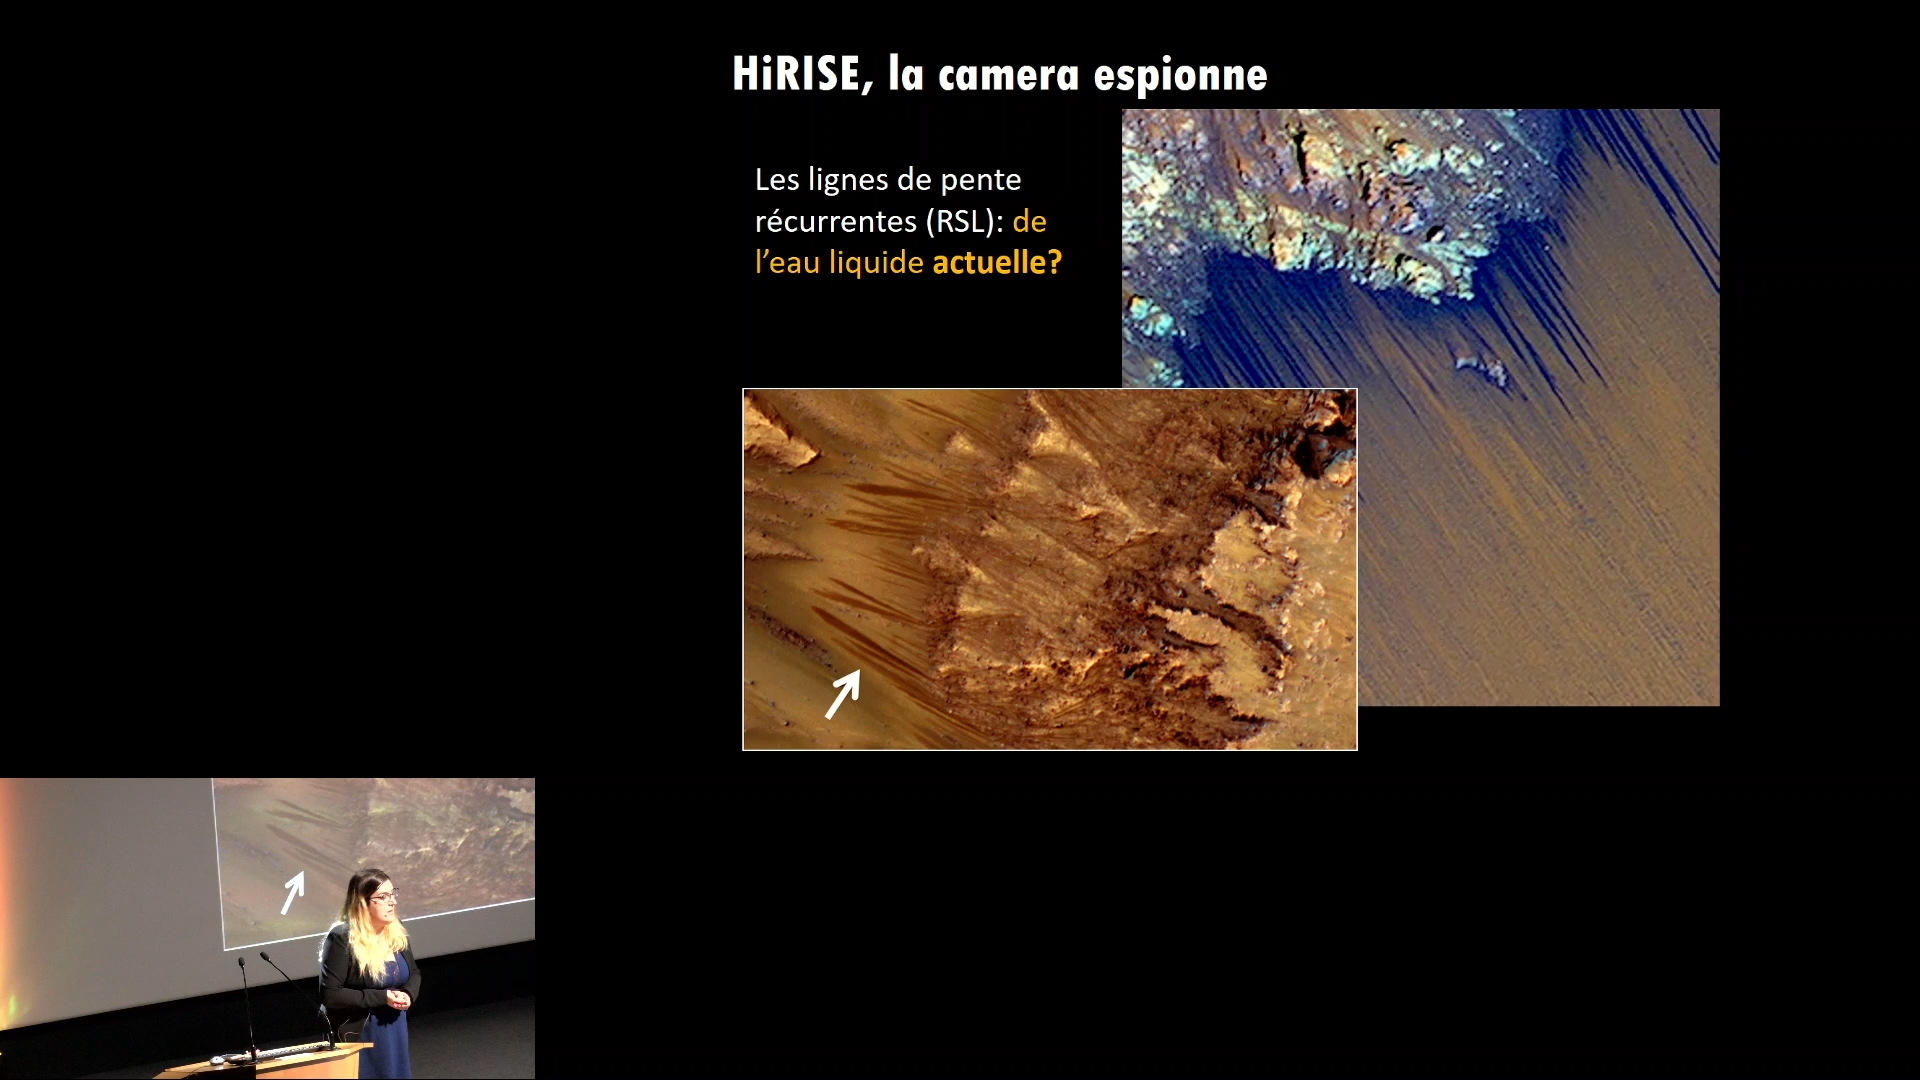 HiRISE, la camera espionne
Les lignes de pente
récurrentes (RSL): de
l’eau liquide actuelle?